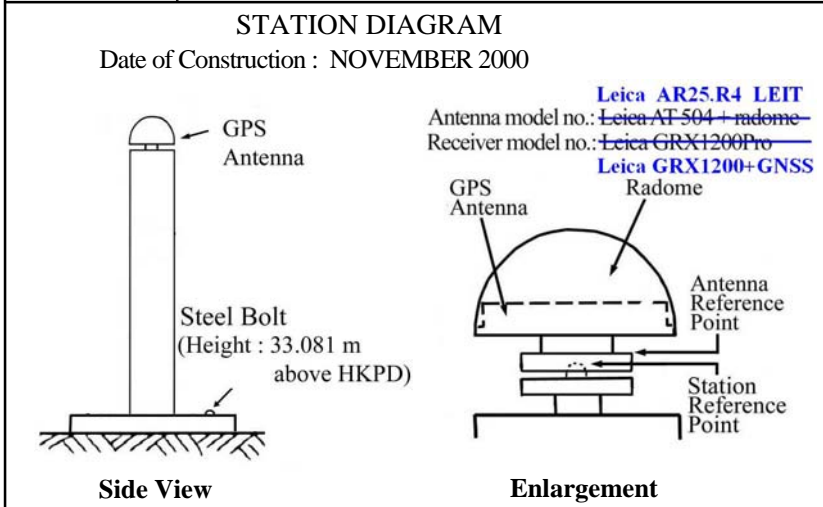 STATION DIAGRAM
Date of Construction : NOVEMBER 2000
Leica AR25.R4 LEIT
Antenna model no.: Leica AT 504 + radome
Receiver model no.: Leica GRX1200Pro
Leica GRX1200+GNSS
GPS
Antenna
Steel Bolt
(Height : 33.081 m
above HKPD)
Side View
GPS
Antenna
Radome
Antenna
Reference
Point
Station
Reference
Point
Enlargement